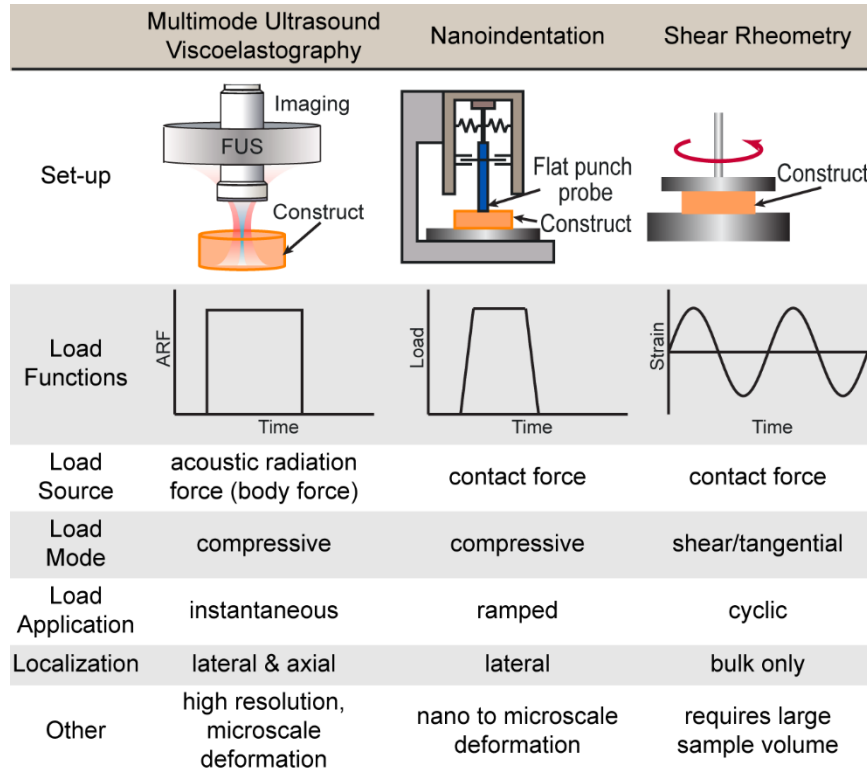 Multimode Ultrasound
Viscoelastography
Nanoindentation
Shear Rheometry
Set-up
Imaging
FUS
Construct
Flat punch
probe
Construct
Construct
Load
Functions
ARF
Time
Load
Time
Strain
Time
Load
Source
acoustic radiation
force (body force)
contact force
contact force
Load
Mode
compressive
compressive
shear/tangential
Load
Application
instantaneous
ramped
cyclic
Localization
lateral & axial
lateral
bulk only
Other
high resolution,
microscale
deformation
nano to microscale
deformation
requires large
sample volume